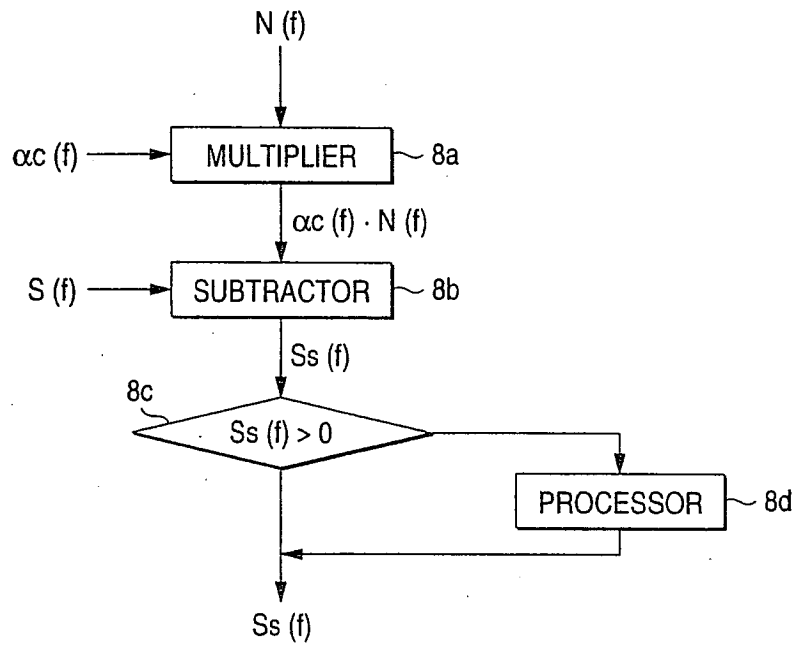 N (f)
αc (f)
MULTIPLIER
8a
αc (f) · N (f)
S (f)
SUBTRACTOR
8b
Ss (f)
8c
Ss (f) > 0
PROCESSOR
8d
Ss (f)